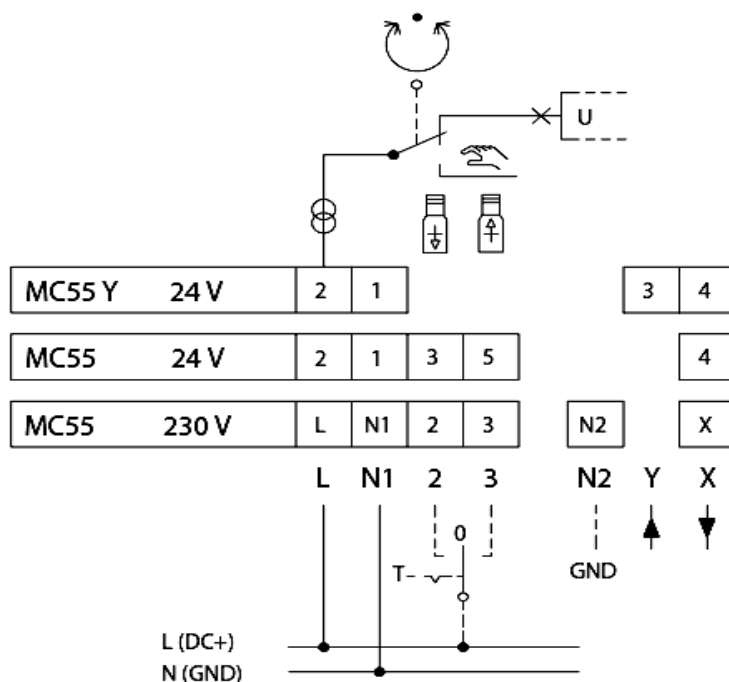 U
MC55 Y 24 V 2 1 3 4
MC55 24 V 2 1 3 5 4
MC55 230 V L N1 2 3 N2 X
L N1 2 3 N2 Y X
0
T
GND
L (DC+)
N (GND)